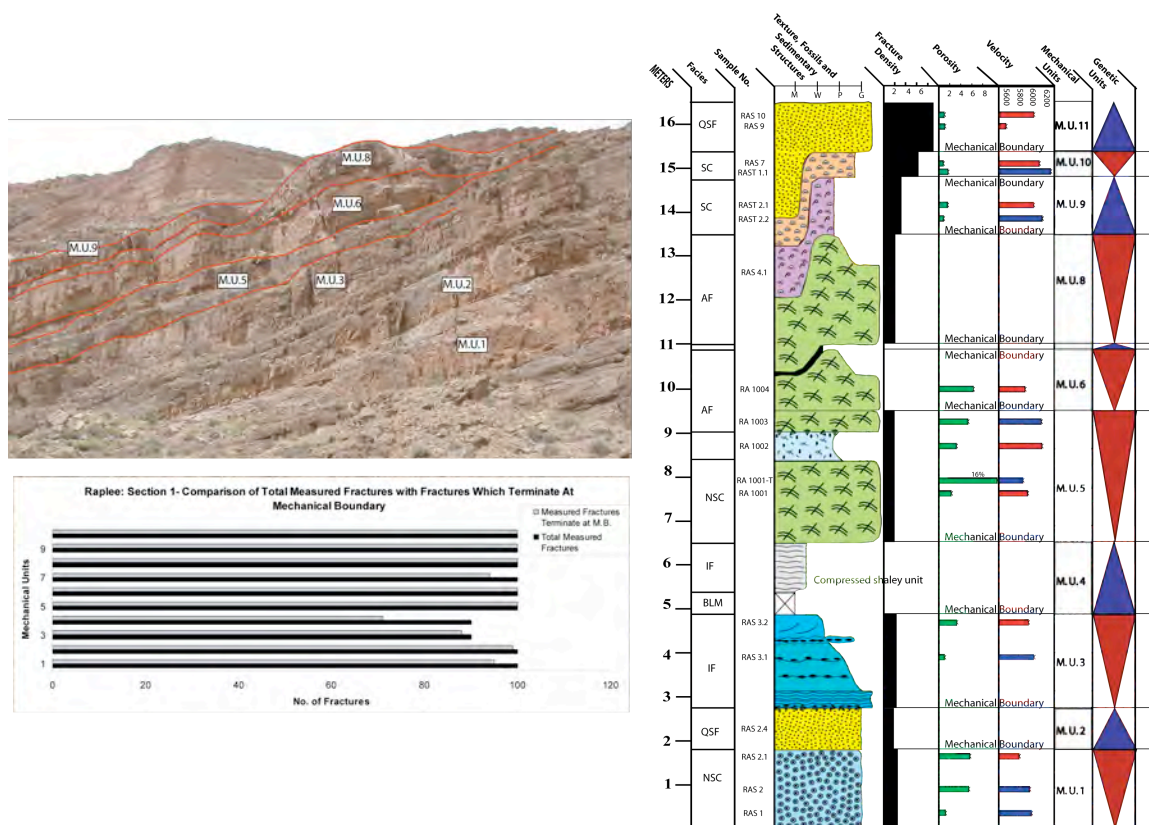 M.U.8
M.U.6
M.U.9
M.U.5
M.U.3
M.U.2
M.U.1
Raplee: Section 1- Comparison of Total Measured Fractures with Fractures Which Terminate At
Mechanical Boundary
Measured Fractures
Terminate at M.B.
Total Measured
Fractures
Mechanical Units
9
7
5
3
1
0 20 40 60 80 100 120
No. of Fractures
METERS
Facies
Sample No.
Texture, Fossils and
Sedimentary
Structures
Fracture
Density
Porosity
Velocity
Mechanical
Units
Genetic
Units
M W P G
2 4 6
2 4 6 8
5600 5800 6000 6200
16 QSF RAS 10 M.U.11
RAS 9
Mechanical Boundary
15 SC RAS 7 M.U.10
RAST 1.1
Mechanical Boundary
SC RAST 2.1 M.U.9
14 RAST 2.2
Mechanical Boundary
13
RAS 4.1 M.U.8
12 AF
11 Mechanical Boundary
Mechanical Boundary
10 RA 1004 M.U.6
AF Mechanical Boundary
RA 1003
9
RA 1002
8 16%
RA 1001-T M.U.5
NSC RA 1001
7
Mechanical Boundary
6 IF
Compressed shaley unit M.U.4
5 BLM Mechanical Boundary
RAS 3.2
4 RAS 3.1 M.U.3
IF
3 Mechanical Boundary
QSF RAS 2.4 M.U.2
2
Mechanical Boundary
NSC RAS 2.1
1 RAS 2 M.U.1
RAS 1